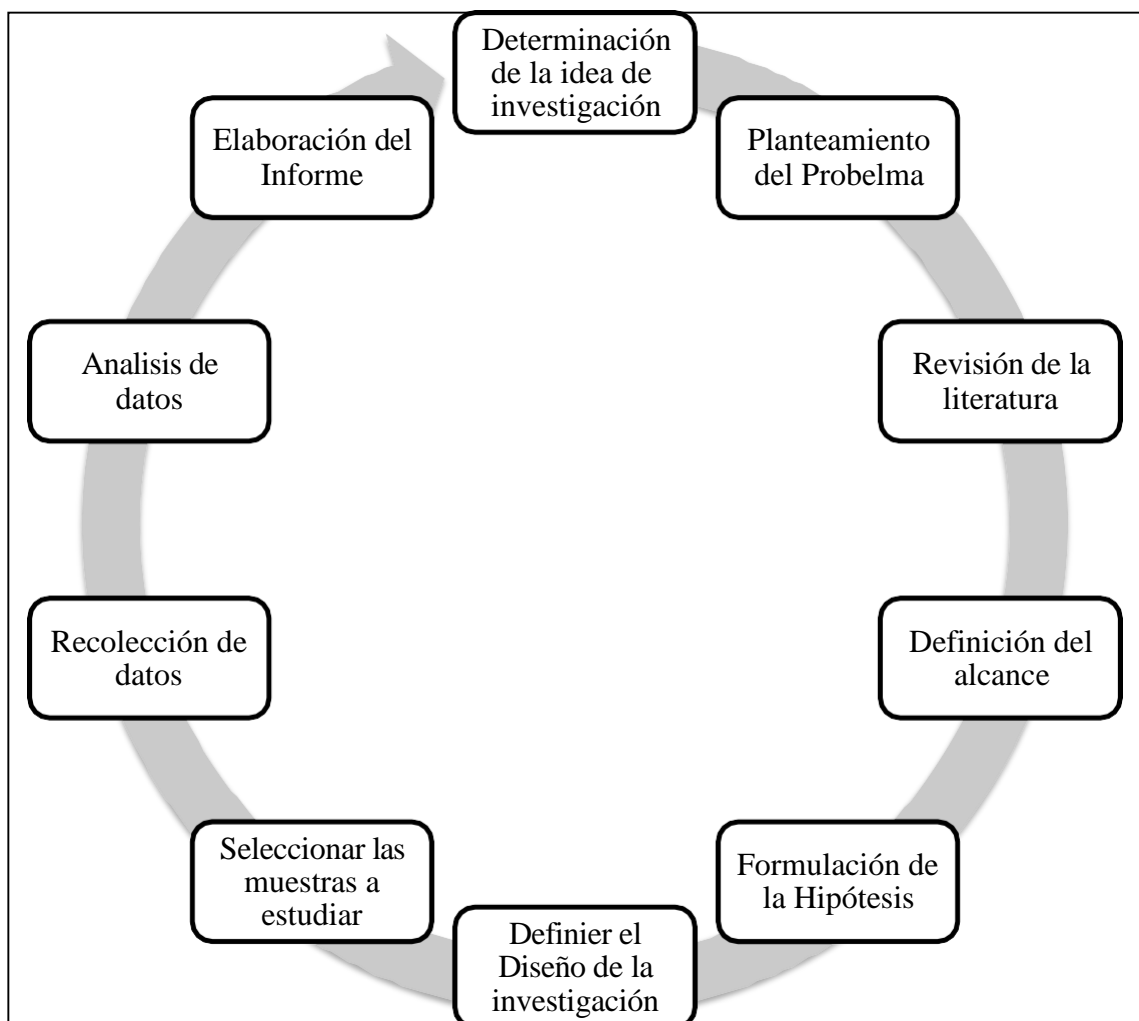 Determinación
de la idea de
investigación
Planteamiento
del Probelma
Revisión de la
literatura
Definición del
alcance
Formulación de
la Hipótesis
Definier el
Diseño de la
investigación
Seleccionar las
muestras a
estudiar
Recolección de
datos
Analisis de
datos
Elaboración del
Informe